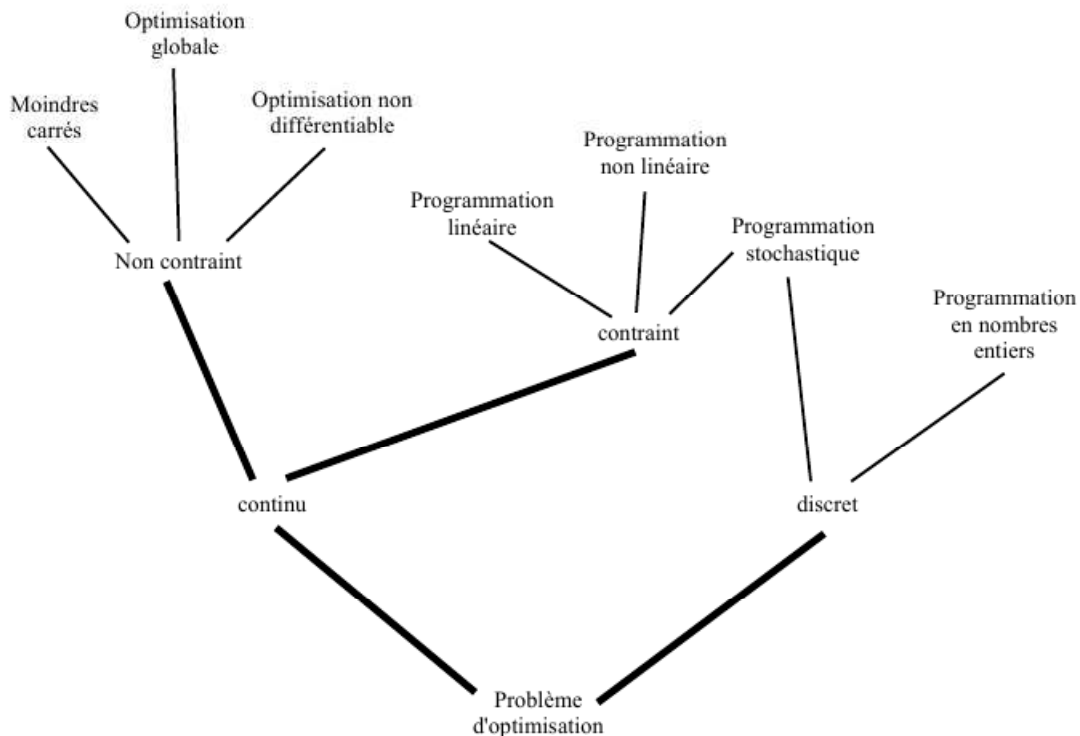 Optimisation
globale
Moindres
carrés
Optimisation non
différentiable
Programmation
non linéaire
Programmation
linéaire
Programmation
stochastique
Non contraint
Programmation
en nombres
entiers
contraint
continu
discret
Problème
d'optimisation